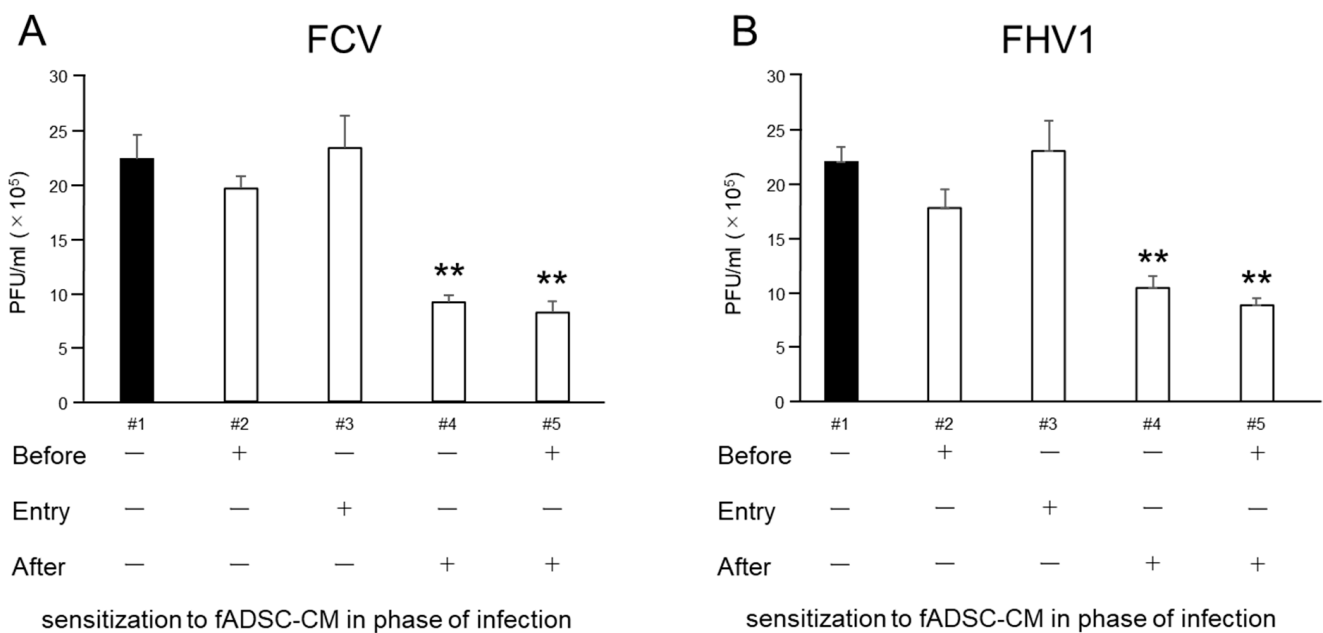 A
FCV
30
25
20
15
10
5
0
PFU/ml (×10⁵)
**
**
#1 #2 #3 #4 #5
Before — + — — +
Entry — — + — —
After — — — + +
sensitization to fADSC-CM in phase of infection
B
FHV1
30
25
20
15
10
5
0
PFU/ml (×10⁵)
**
**
#1 #2 #3 #4 #5
Before — + — — +
Entry — — + — —
After — — — + +
sensitization to fADSC-CM in phase of infection